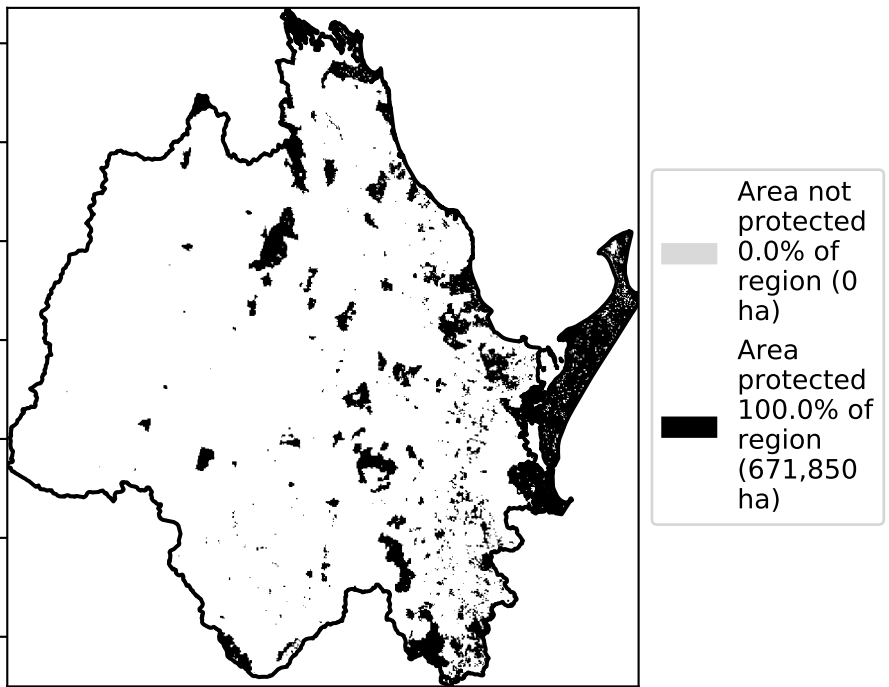 Area not
protected
0.0% of
region (0
ha)
Area
protected
100.0% of
region
(671,850
ha)